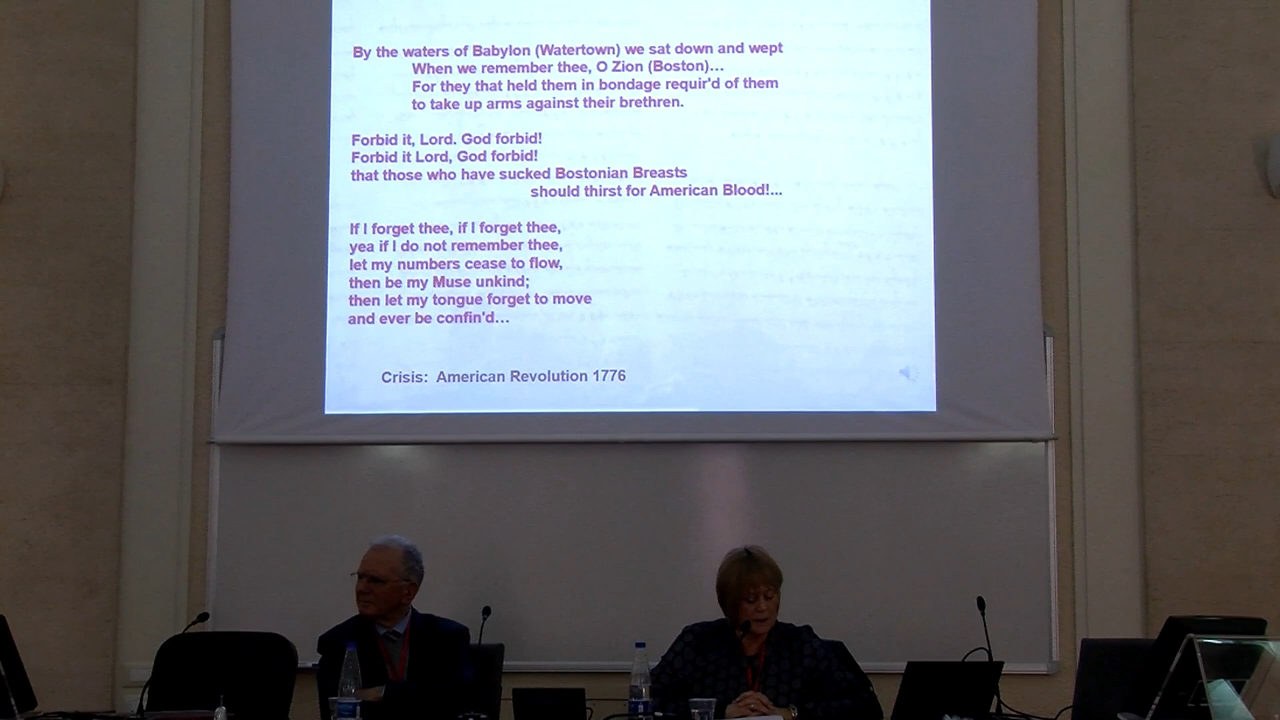 By the waters of Babylon (Watertown) we sat down and wept
When we remember thee, O Zion (Boston)...
For they that held them in bondage requir'd of them
to take up arms against their brethren.
Forbid it, Lord. God forbid!
Forbid it Lord, God forbid!
that those who have sucked Bostonian Breasts
should thirst for American Blood!...
If I forget thee, if I forget thee,
yea if I do not remember thee,
let my numbers cease to flow,
then be my Muse unkind;
then let my tongue forget to move
and ever be confin'd...
Crisis: American Revolution 1776